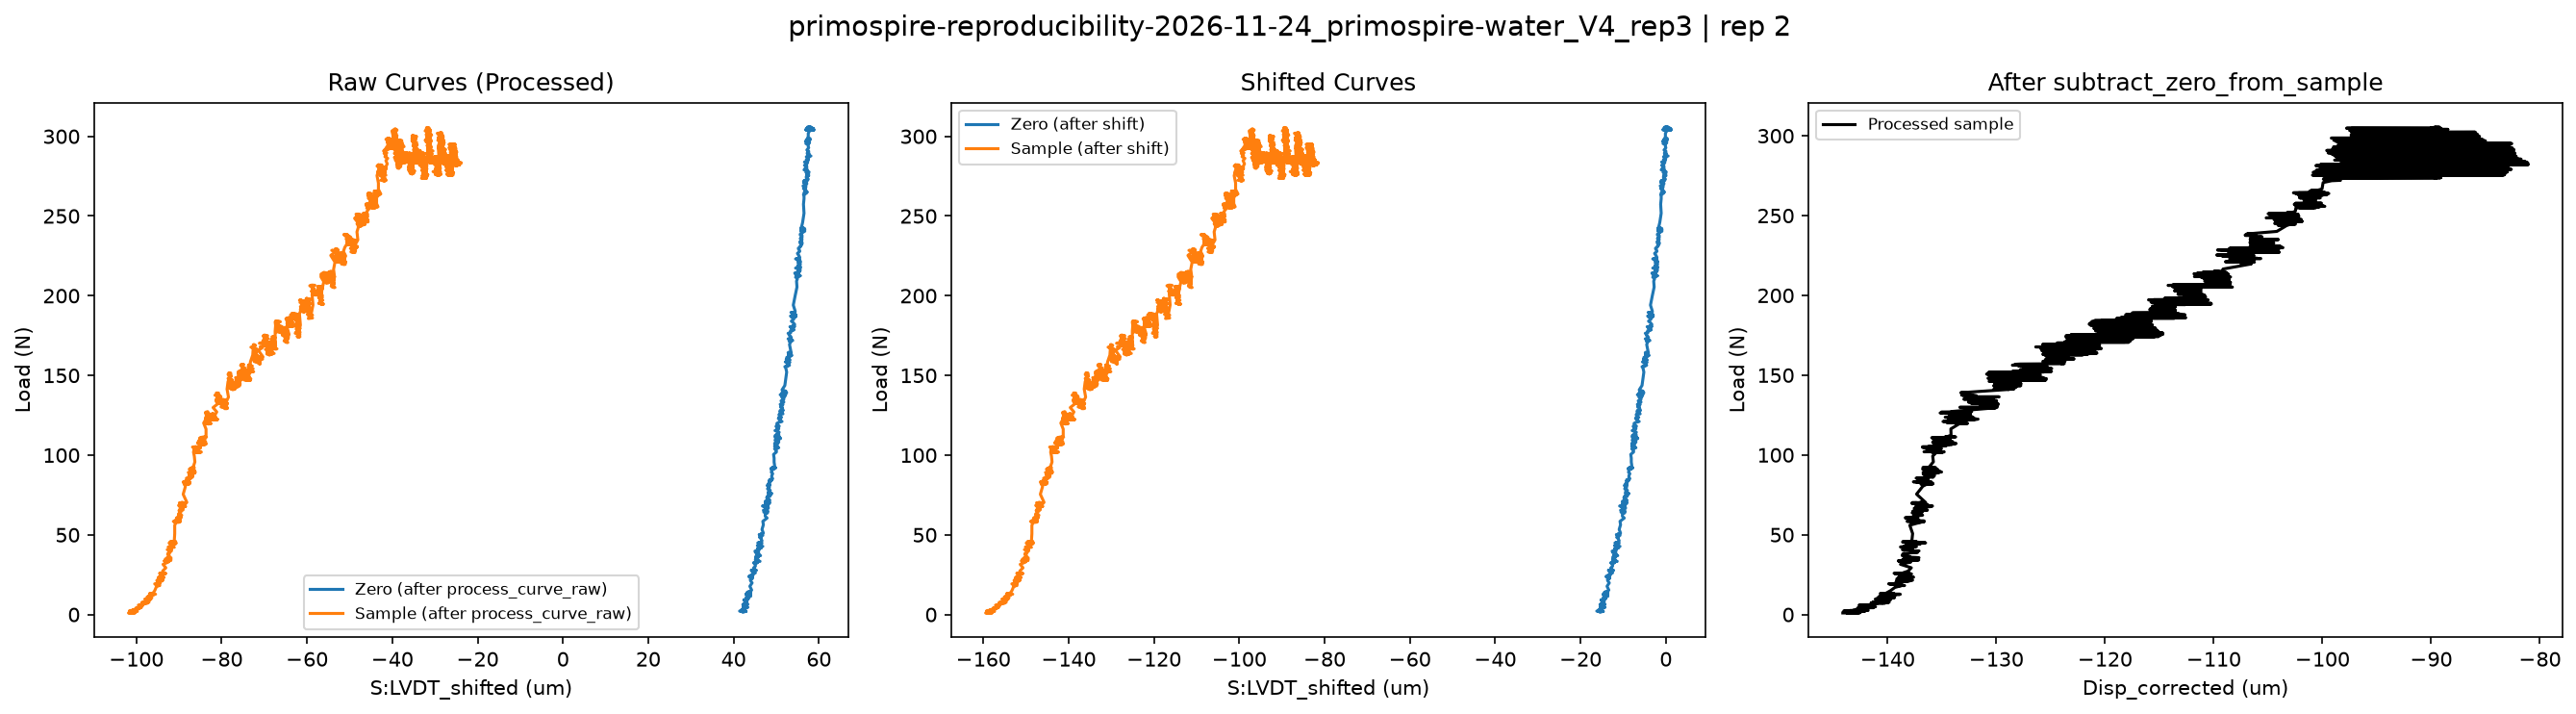 primospire-reproducibility-2026-11-24_primospire-water_V4_rep3 | rep 2
Raw Curves (Processed)
Load (N)
300
250
200
150
100
50
0
Zero (after process_curve_raw)
Sample (after process_curve_raw)
−100 −80 −60 −40 −20 0 20 40 60
S:LVDT_shifted (um)
Shifted Curves
Zero (after shift)
Sample (after shift)
Load (N)
300
250
200
150
100
50
0
−160 −140 −120 −100 −80 −60 −40 −20 0
S:LVDT_shifted (um)
After subtract_zero_from_sample
Processed sample
Load (N)
300
250
200
150
100
50
0
−140 −130 −120 −110 −100 −90 −80
Disp_corrected (um)